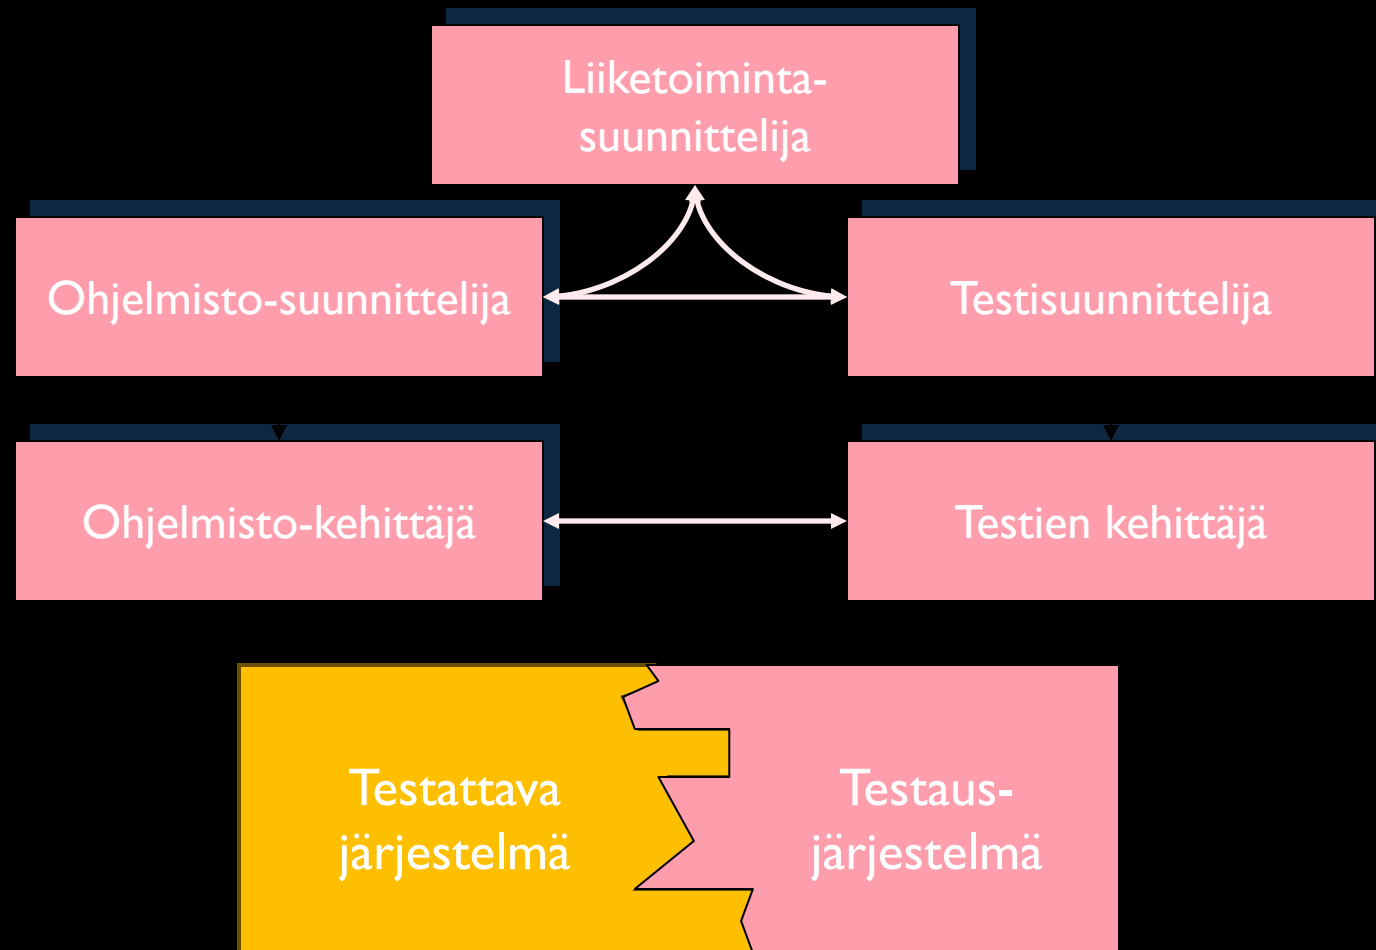 Liiketoiminta-
suunnittelija
Ohjelmisto-suunnittelija
Testisuunnittelija
Ohjelmisto-kehittäjä
Testien kehittäjä
Testattava
järjestelmä
Testaus-
järjestelmä